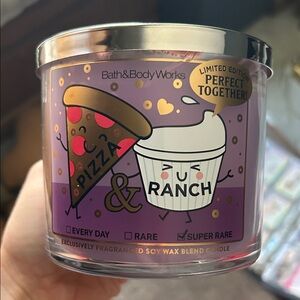 Bath&BodyWorks
LIMITED EDITION
PERFECT
TOGETHER!
PIZZA
&
RANCH
EVERY DAY RARE SUPER RARE
EXCLUSIVELY FRAGRANCED SOY WAX BLEND CANDLE